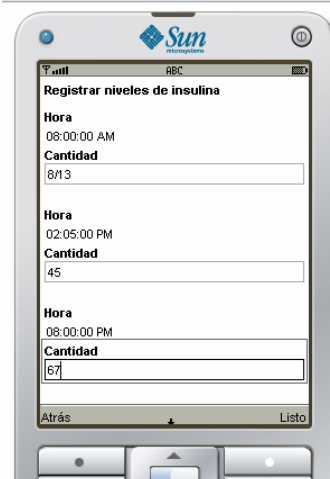 Sun
microsystems
ABC
Registrar niveles de insulina
Hora
08:00:00 AM
Cantidad
8/13
Hora
02:05:00 PM
Cantidad
45
Hora
08:00:00 PM
Cantidad
67
Atrás Listo